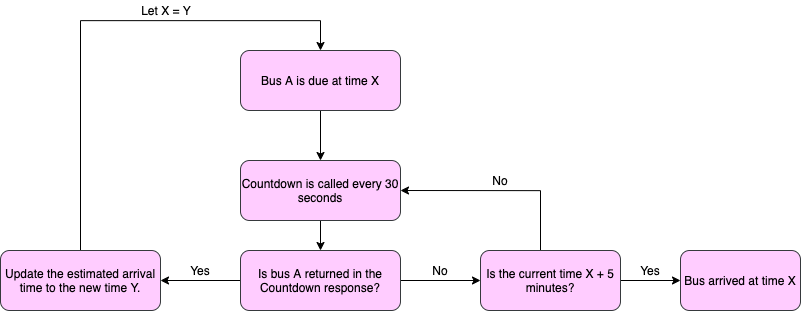 Let X = Y
Bus A is due at time X
Countdown is called every 30
seconds
No
Update the estimated arrival
time to the new time Y.
Yes
Is bus A returned in the
Countdown response?
No
Is the current time X + 5
minutes?
Yes
Bus arrived at time X